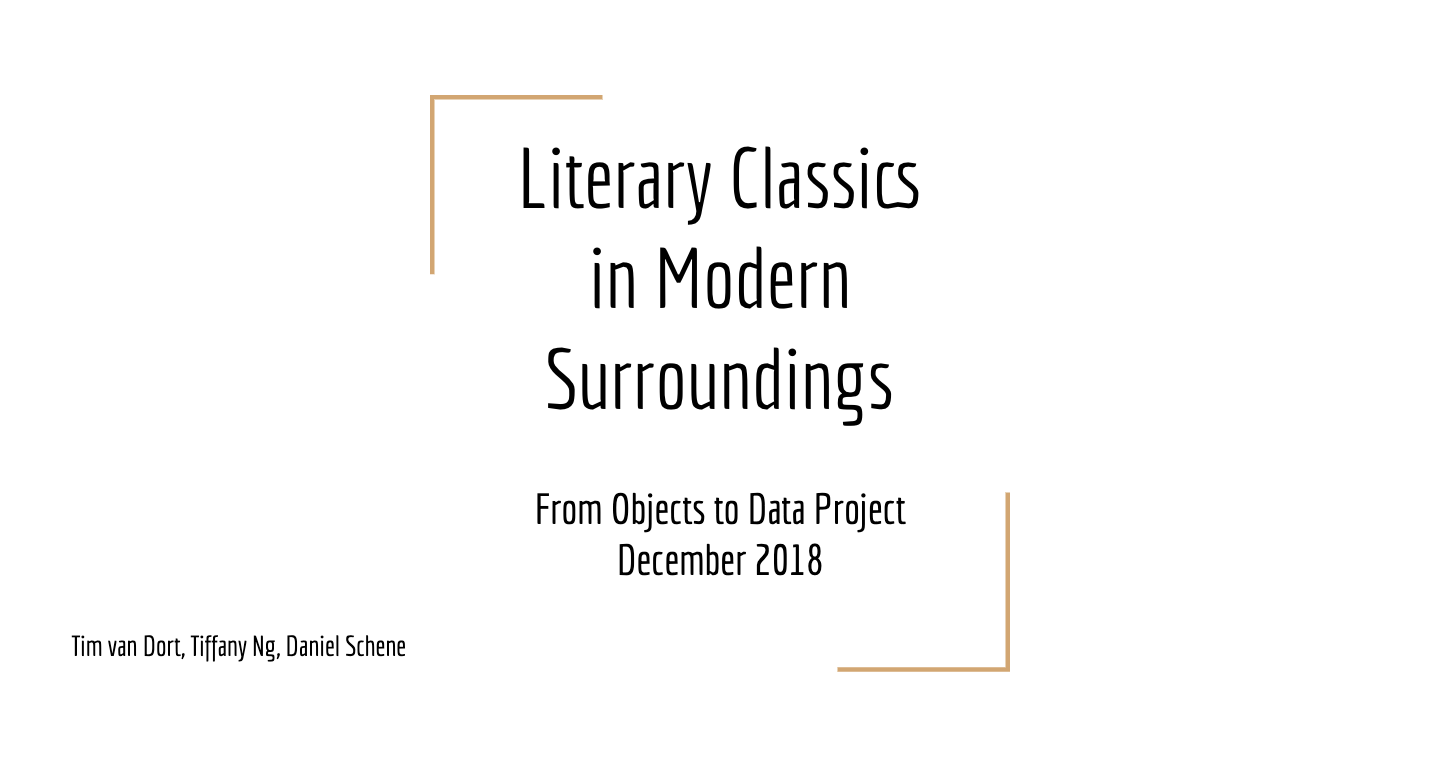 Literary Classics
in Modern
Surroundings
From Objects to Data Project
December 2018
Tim van Dort, Tiffany Ng, Daniel Schene